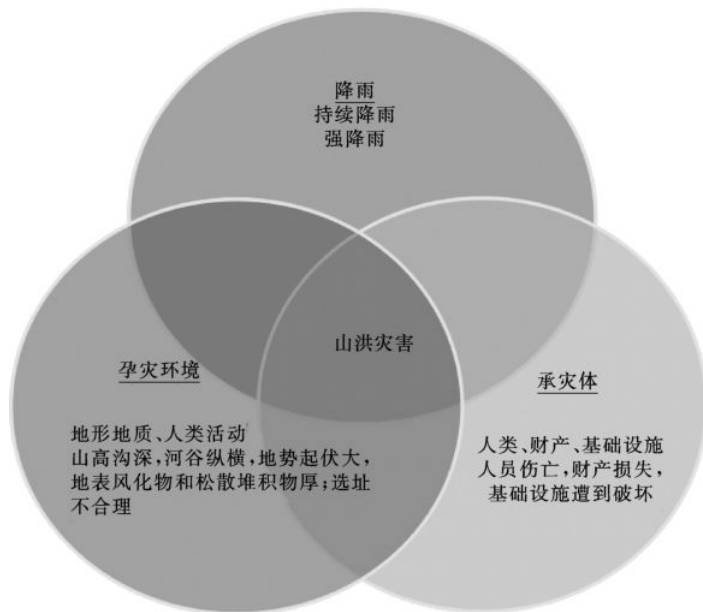 降雨
持续降雨
强降雨
山洪灾害
孕灾环境
地形地质、人类活动
山高沟深,河谷纵横,地势起伏大,
地表风化物和松散堆积物厚;选址
不合理
承灾体
人类、财产、基础设施
人员伤亡,财产损失,
基础设施遭到破坏